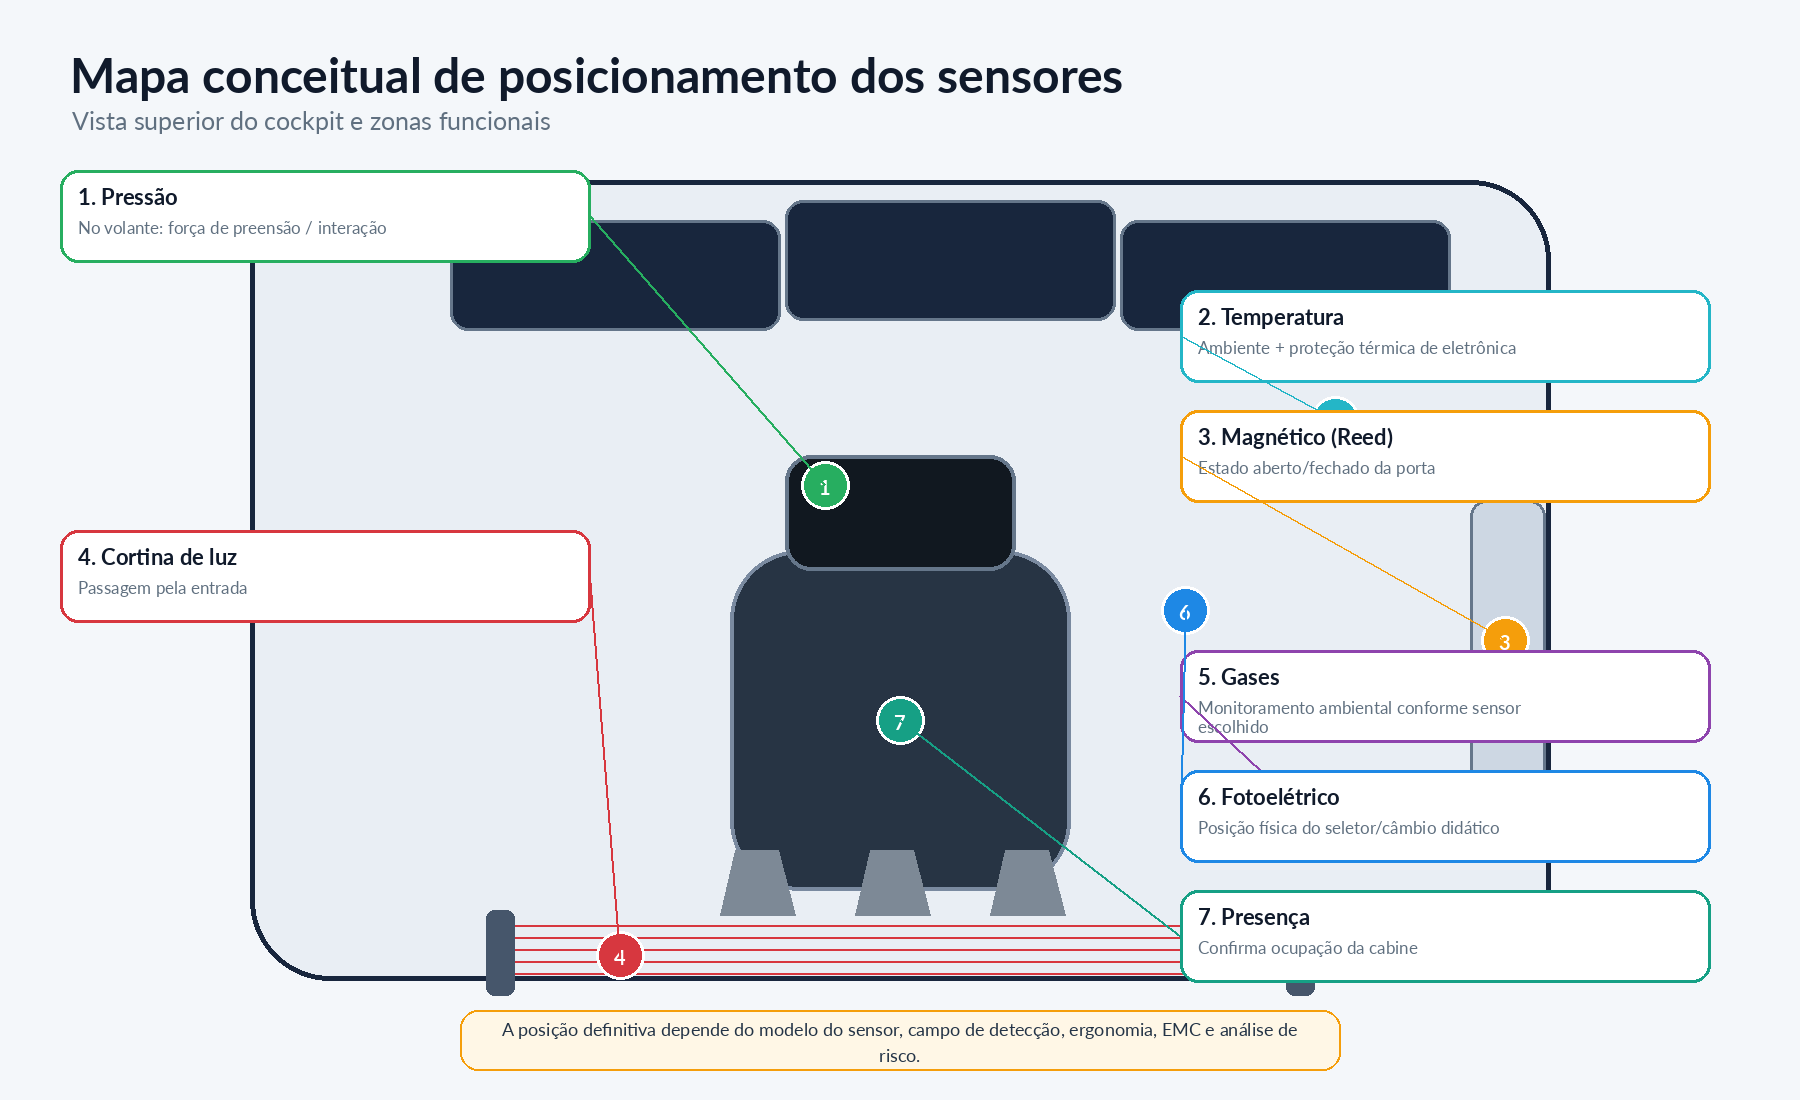 Mapa conceitual de posicionamento dos sensores
Vista superior do cockpit e zonas funcionais
1. Pressão
No volante: força de preensão / interação
2. Temperatura
Ambiente + proteção térmica de eletrônica
3. Magnético (Reed)
Estado aberto/fechado da porta
1
4. Cortina de luz
Passagem pela entrada
6
3
5. Gases
Monitoramento ambiental conforme sensor
escolhido
7
6. Fotoelétrico
Posição física do seletor/câmbio didático
7. Presença
Confirma ocupação da cabine
4
A posição definitiva depende do modelo do sensor, campo de detecção, ergonomia, EMC e análise de
risco.